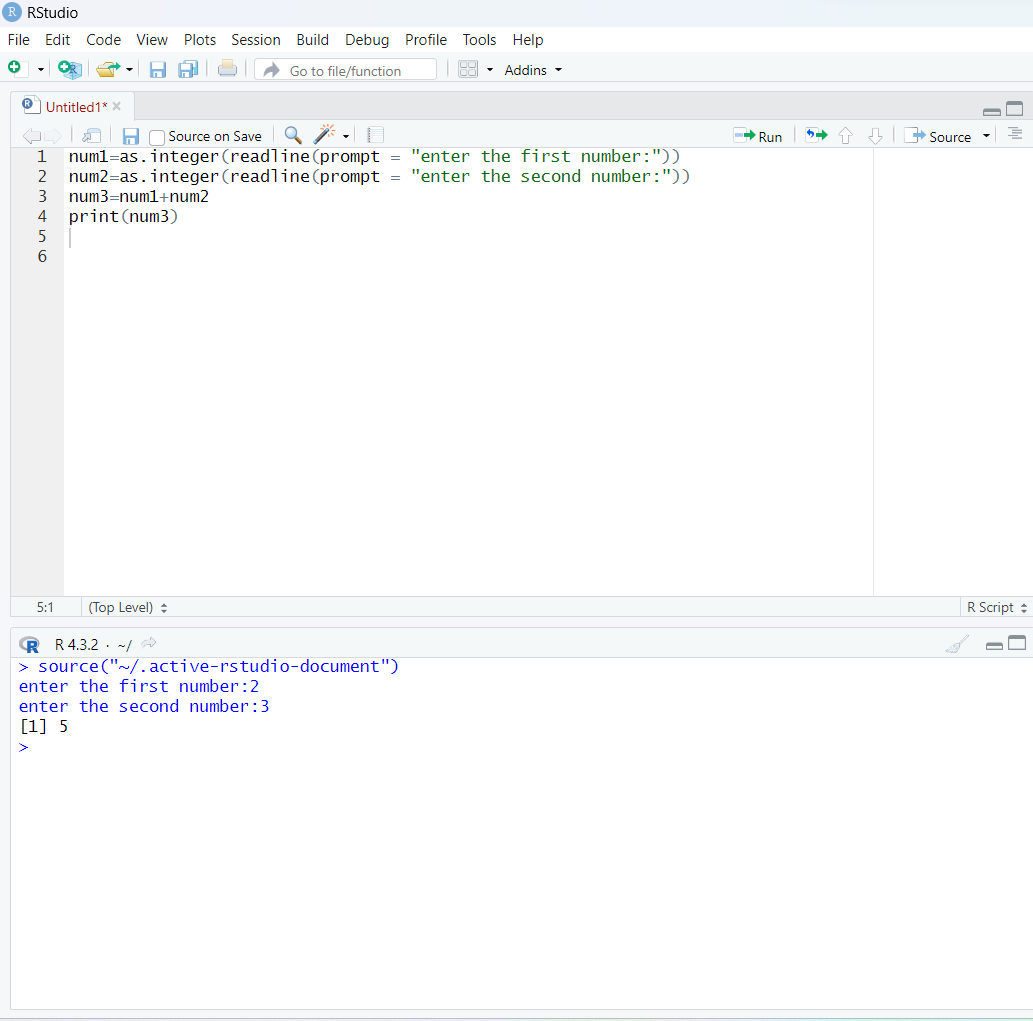 RStudio
File Edit Code View Plots Session Build Debug Profile Tools Help
Go to file/function Addins
Untitled1*
Source on Save Run Source
1 num1=as.integer(readline(prompt = "enter the first number:"))
2 num2=as.integer(readline(prompt = "enter the second number:"))
3 num3=num1+num2
4 print(num3)
5
6
5:1 (Top Level) R Script
R 4.3.2 · ~/
> source("~/.active-rstudio-document")
enter the first number:2
enter the second number:3
[1] 5
>